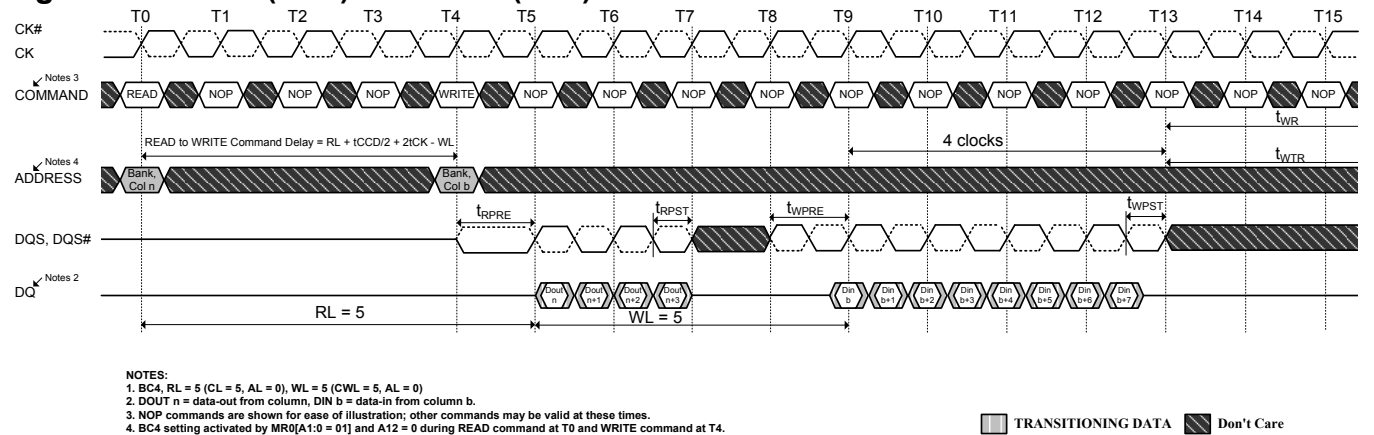 T0 T1 T2 T3 T4 T5 T6 T7 T8 T9 T10 T11 T12 T13 T14 T15
CK#
CK
Notes 3
COMMAND READ NOP NOP NOP WRITE NOP NOP NOP NOP NOP NOP NOP NOP NOP NOP NOP
tWR
READ to WRITE Command Delay = RL + tCCD/2 + 2tCK - WL
4 clocks
tWTR
Notes 4
ADDRESS
Bank, Col n
Bank, Col b
tRPRE tRPST tWPRE tWPST
DQS, DQS#
Notes 2
DQ
Dout n
Dout n+1
Dout n+2
Dout n+3
Din b
Din b+1
Din b+2
Din b+3
Din b+4
Din b+5
Din b+6
Din b+7
RL = 5 WL = 5
NOTES:
1. BC4, RL = 5 (CL = 5, AL = 0), WL = 5 (CWL = 5, AL = 0)
2. DOUT n = data-out from column, DIN b = data-in from column b.
3. NOP commands are shown for ease of illustration; other commands may be valid at these times.
4. BC4 setting activated by MR0[A1:0 = 01] and A12 = 0 during READ command at T0 and WRITE command at T4.
TRANSITIONING DATA Don't Care